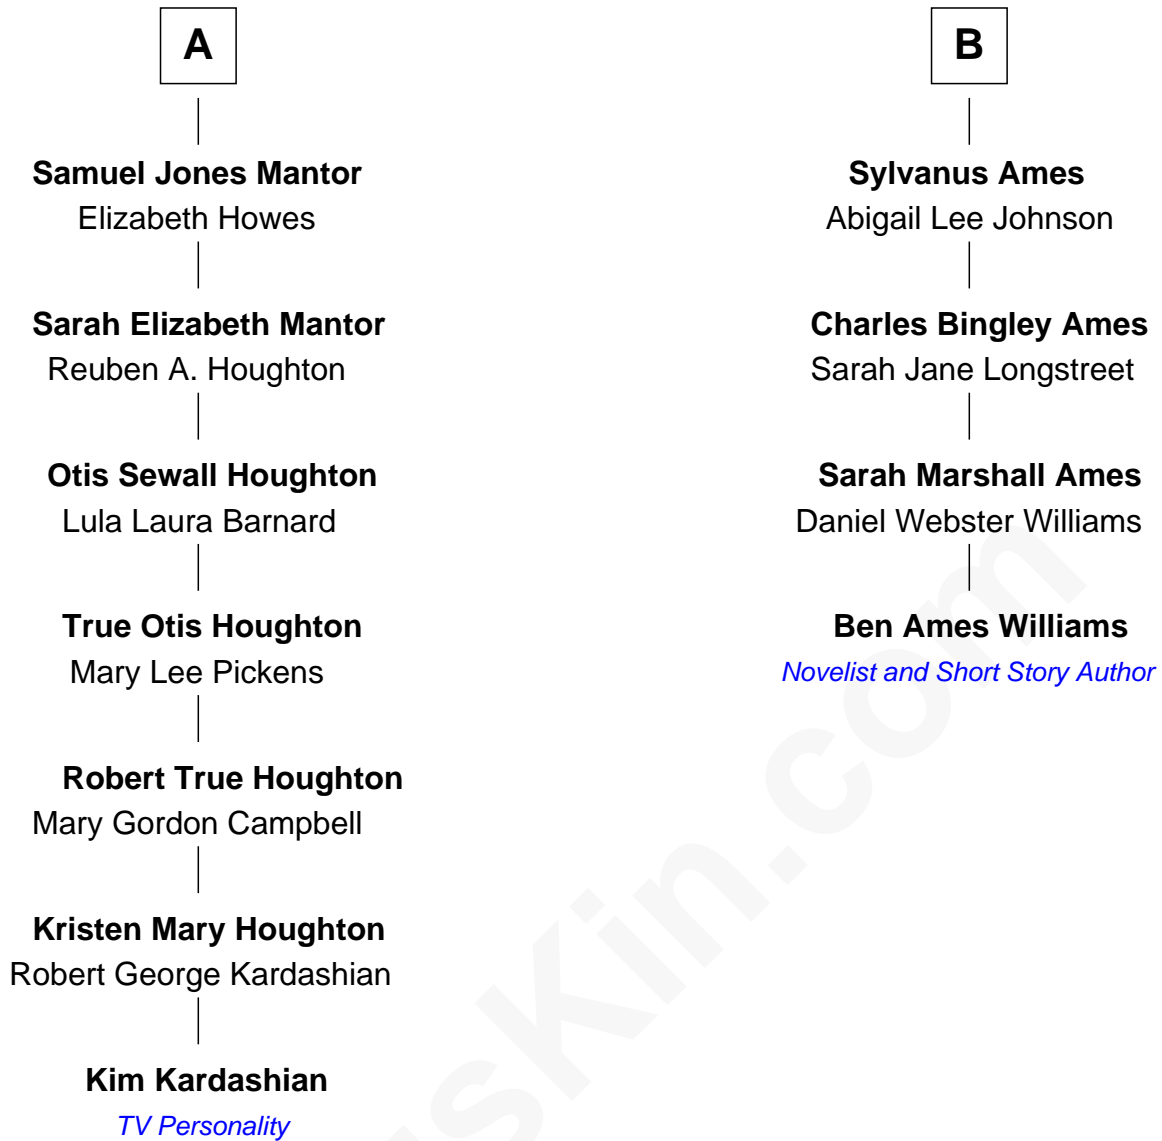 A
Samuel Jones Mantor
Elizabeth Howes
Sarah Elizabeth Mantor
Reuben A. Houghton
Otis Sewall Houghton
Lula Laura Barnard
True Otis Houghton
Mary Lee Pickens
Robert True Houghton
Mary Gordon Campbell
Kristen Mary Houghton
Robert George Kardashian
Kim Kardashian
TV Personality
B
Sylvanus Ames
Abigail Lee Johnson
Charles Bingley Ames
Sarah Jane Longstreet
Sarah Marshall Ames
Daniel Webster Williams
Ben Ames Williams
Novelist and Short Story Author
usKin.com